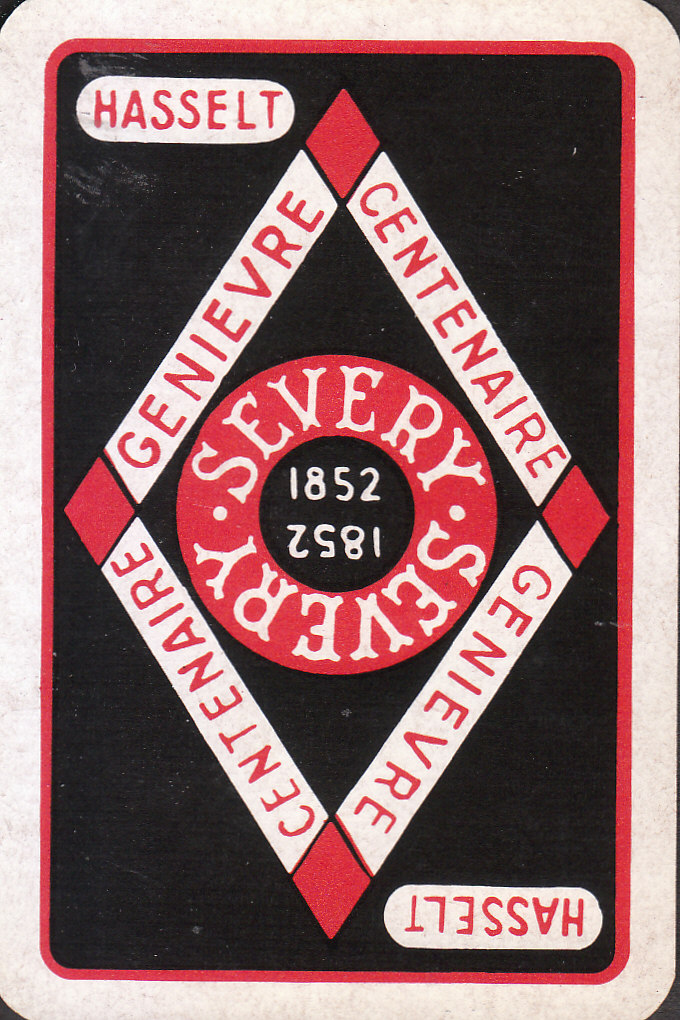 HASSELT
GENIEVRE
CENTENAIRE
SEVERY · SEVERY ·
1852
1852
CENTENAIRE
GENIEVRE
HASSELT